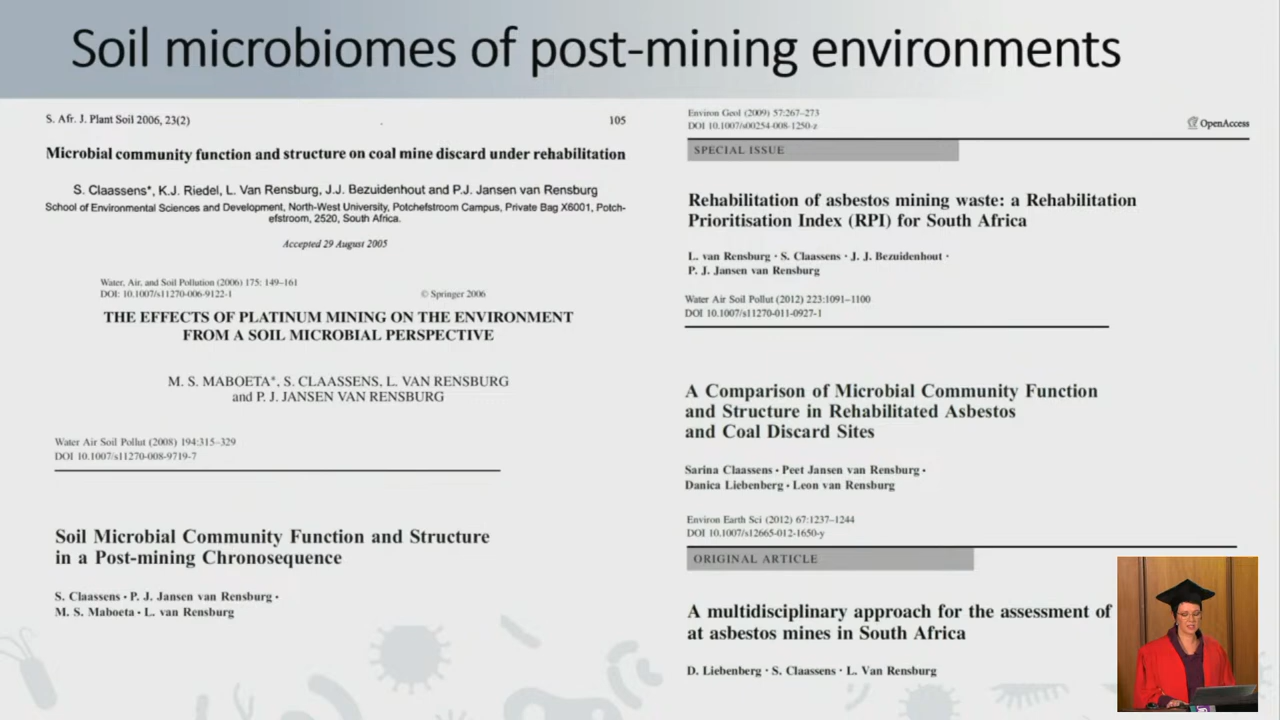 Soil microbiomes of post-mining environments
S. Afr. J. Plant Soil 2006, 23(2)
105
Microbial community function and structure on coal mine discard under rehabilitation
S. Claassens*, K.J. Riedel, L. Van Rensburg, J.J. Bezuidenhout and P.J. Jansen van Rensburg
School of Environmental Sciences and Development, North-West University, Potchefstroom Campus, Private Bag X6001, Potch-
efstroom, 2520, South Africa.
Accepted 29 August 2005
Water, Air, and Soil Pollution (2006) 175: 149–161
DOI: 10.1007/s11270-006-9122-1
© Springer 2006
THE EFFECTS OF PLATINUM MINING ON THE ENVIRONMENT
FROM A SOIL MICROBIAL PERSPECTIVE
M. S. MABOETA*, S. CLAASSENS, L. VAN RENSBURG
and P. J. JANSEN VAN RENSBURG
Water Air Soil Pollut (2008) 194:315–329
DOI 10.1007/s11270-008-9719-7
Soil Microbial Community Function and Structure
in a Post-mining Chronosequence
S. Claassens · P. J. Jansen van Rensburg ·
M. S. Maboeta · L. van Rensburg
Environ Geol (2009) 57:267–273
DOI 10.1007/s00254-008-1250-z
OpenAccess
SPECIAL ISSUE
Rehabilitation of asbestos mining waste: a Rehabilitation
Prioritisation Index (RPI) for South Africa
L. van Rensburg · S. Claassens · J. J. Bezuidenhout ·
P. J. Jansen van Rensburg
Water Air Soil Pollut (2012) 223:1091–1100
DOI 10.1007/s11270-011-0927-1
A Comparison of Microbial Community Function
and Structure in Rehabilitated Asbestos
and Coal Discard Sites
Sarina Claassens · Peet Jansen van Rensburg ·
Danica Liebenberg · Leon van Rensburg
Environ Earth Sci (2012) 67:1237–1244
DOI 10.1007/s12665-012-1650-y
ORIGINAL ARTICLE
A multidisciplinary approach for the assessment of
at asbestos mines in South Africa
D. Liebenberg · S. Claassens · L. Van Rensburg